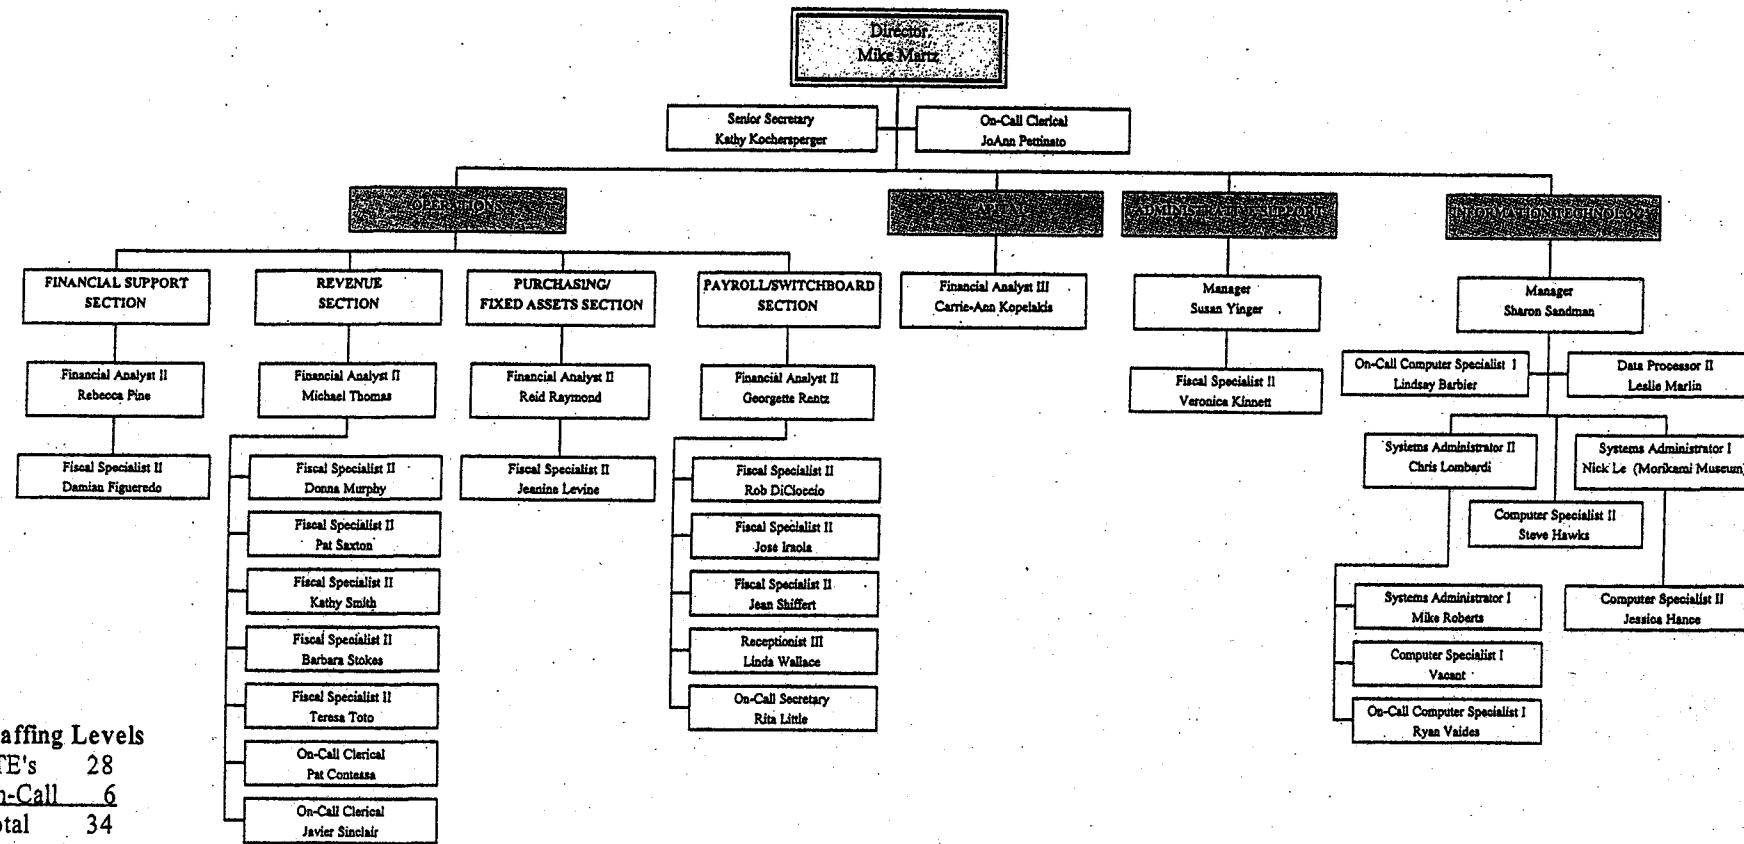 Director
Mike Martz
Senior Secretary
Kathy Kochersperger
On-Call Clerical
JoAnn Pettinato
OPERATIONS
ADMINISTRATIVE SUPPORT
INFORMATION TECHNOLOGY
FINANCIAL SUPPORT
SECTION
REVENUE
SECTION
PURCHASING/
FIXED ASSETS SECTION
PAYROLL/SWITCHBOARD
SECTION
Financial Analyst III
Carrie-Ann Kopelakis
Manager
Susan Yinger
Manager
Sharon Sandman
Financial Analyst II
Rebecca Pine
Financial Analyst II
Michael Thomas
Financial Analyst II
Reid Raymond
Financial Analyst II
Georgette Rentz
Fiscal Specialist II
Veronica Kinnett
On-Call Computer Specialist I
Lindsay Barbier
Data Processor II
Leslie Marlin
Fiscal Specialist II
Damian Figueredo
Fiscal Specialist II
Donna Murphy
Fiscal Specialist II
Pat Saxton
Fiscal Specialist II
Kathy Smith
Fiscal Specialist II
Barbara Stokes
Fiscal Specialist II
Teresa Toto
On-Call Clerical
Pat Contessa
On-Call Clerical
Javier Sinclair
Fiscal Specialist II
Jeanine Levine
Fiscal Specialist II
Rob DiCioccio
Fiscal Specialist II
Jose Iraola
Fiscal Specialist II
Jean Shiffert
Receptionist III
Linda Wallace
On-Call Secretary
Rita Little
Systems Administrator II
Chris Lombardi
Systems Administrator I
Nick Le (Morikami Museum)
Computer Specialist II
Steve Hawks
Systems Administrator I
Mike Roberts
Computer Specialist I
Vacant
On-Call Computer Specialist I
Ryan Vaides
Computer Specialist II
Jessica Hance
affing Levels
TE's 28
n-Call 6
otal 34